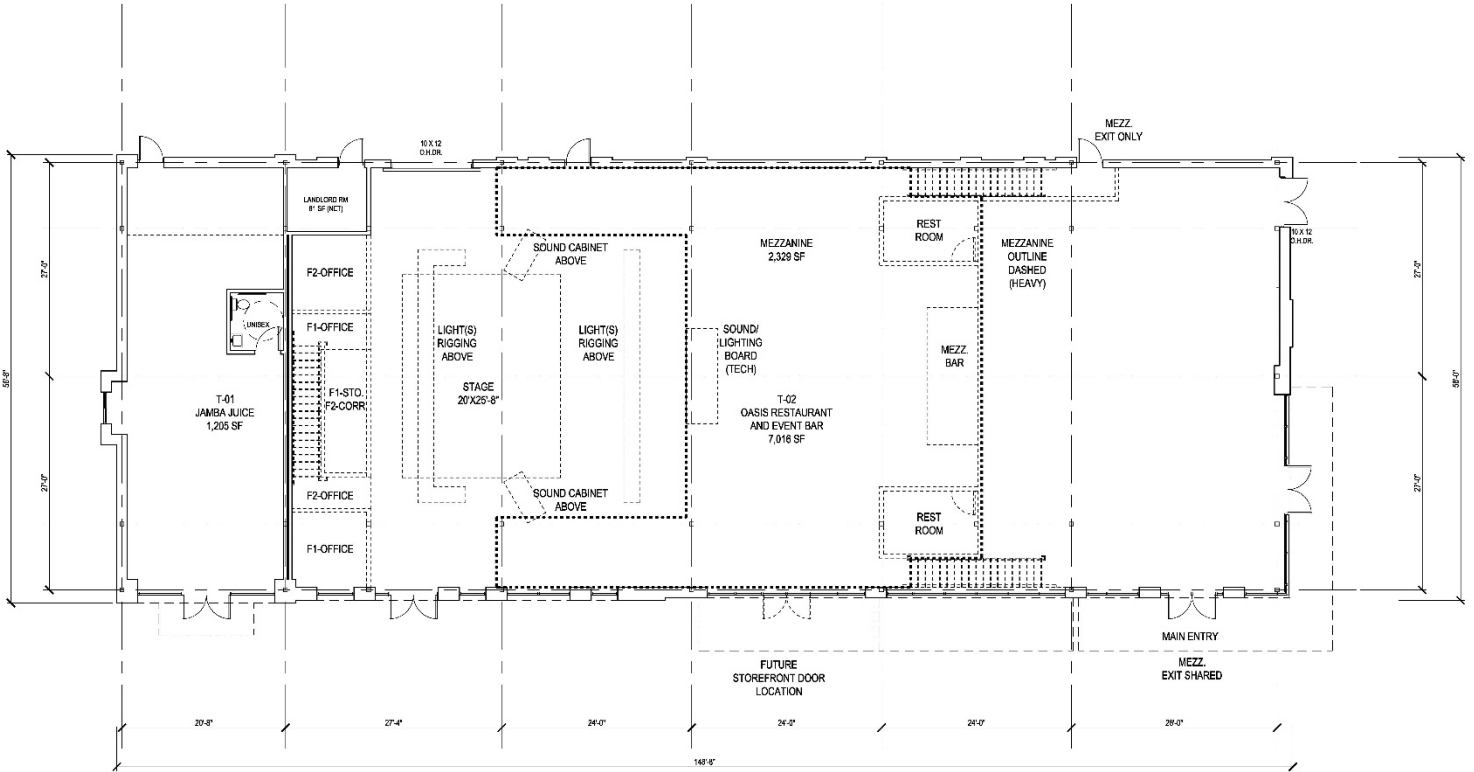 MEZZ.
EXIT ONLY
10 X 12
O.H.DR.
LANDLORD RM
SF (NET)
F2-OFFICE
F1-OFFICE
UNISEX
F1-STO.
F2-CORR
F2-OFFICE
F1-OFFICE
T-01
JAMBA JUICE
1,205 SF
SOUND CABINET
ABOVE
LIGHT(S)
RIGGING
ABOVE
LIGHT(S)
RIGGING
ABOVE
STAGE
20'X25'-8"
SOUND CABINET
ABOVE
MEZZANINE
2,329 SF
SOUND/
LIGHTING
BOARD
(TECH)
T-02
OASIS RESTAURANT
AND EVENT BAR
7,016 SF
REST
ROOM
MEZZ.
BAR
REST
ROOM
MEZZANINE
OUTLINE
DASHED
(HEAVY)
10 X 12
O.H.DR.
27'-0"
27'-0"
27'-0"
27'-0"
MAIN ENTRY
MEZZ.
EXIT SHARED
FUTURE
STOREFRONT DOOR
LOCATION
20'-8"
27'-4"
24'-0"
24'-0"
24'-0"